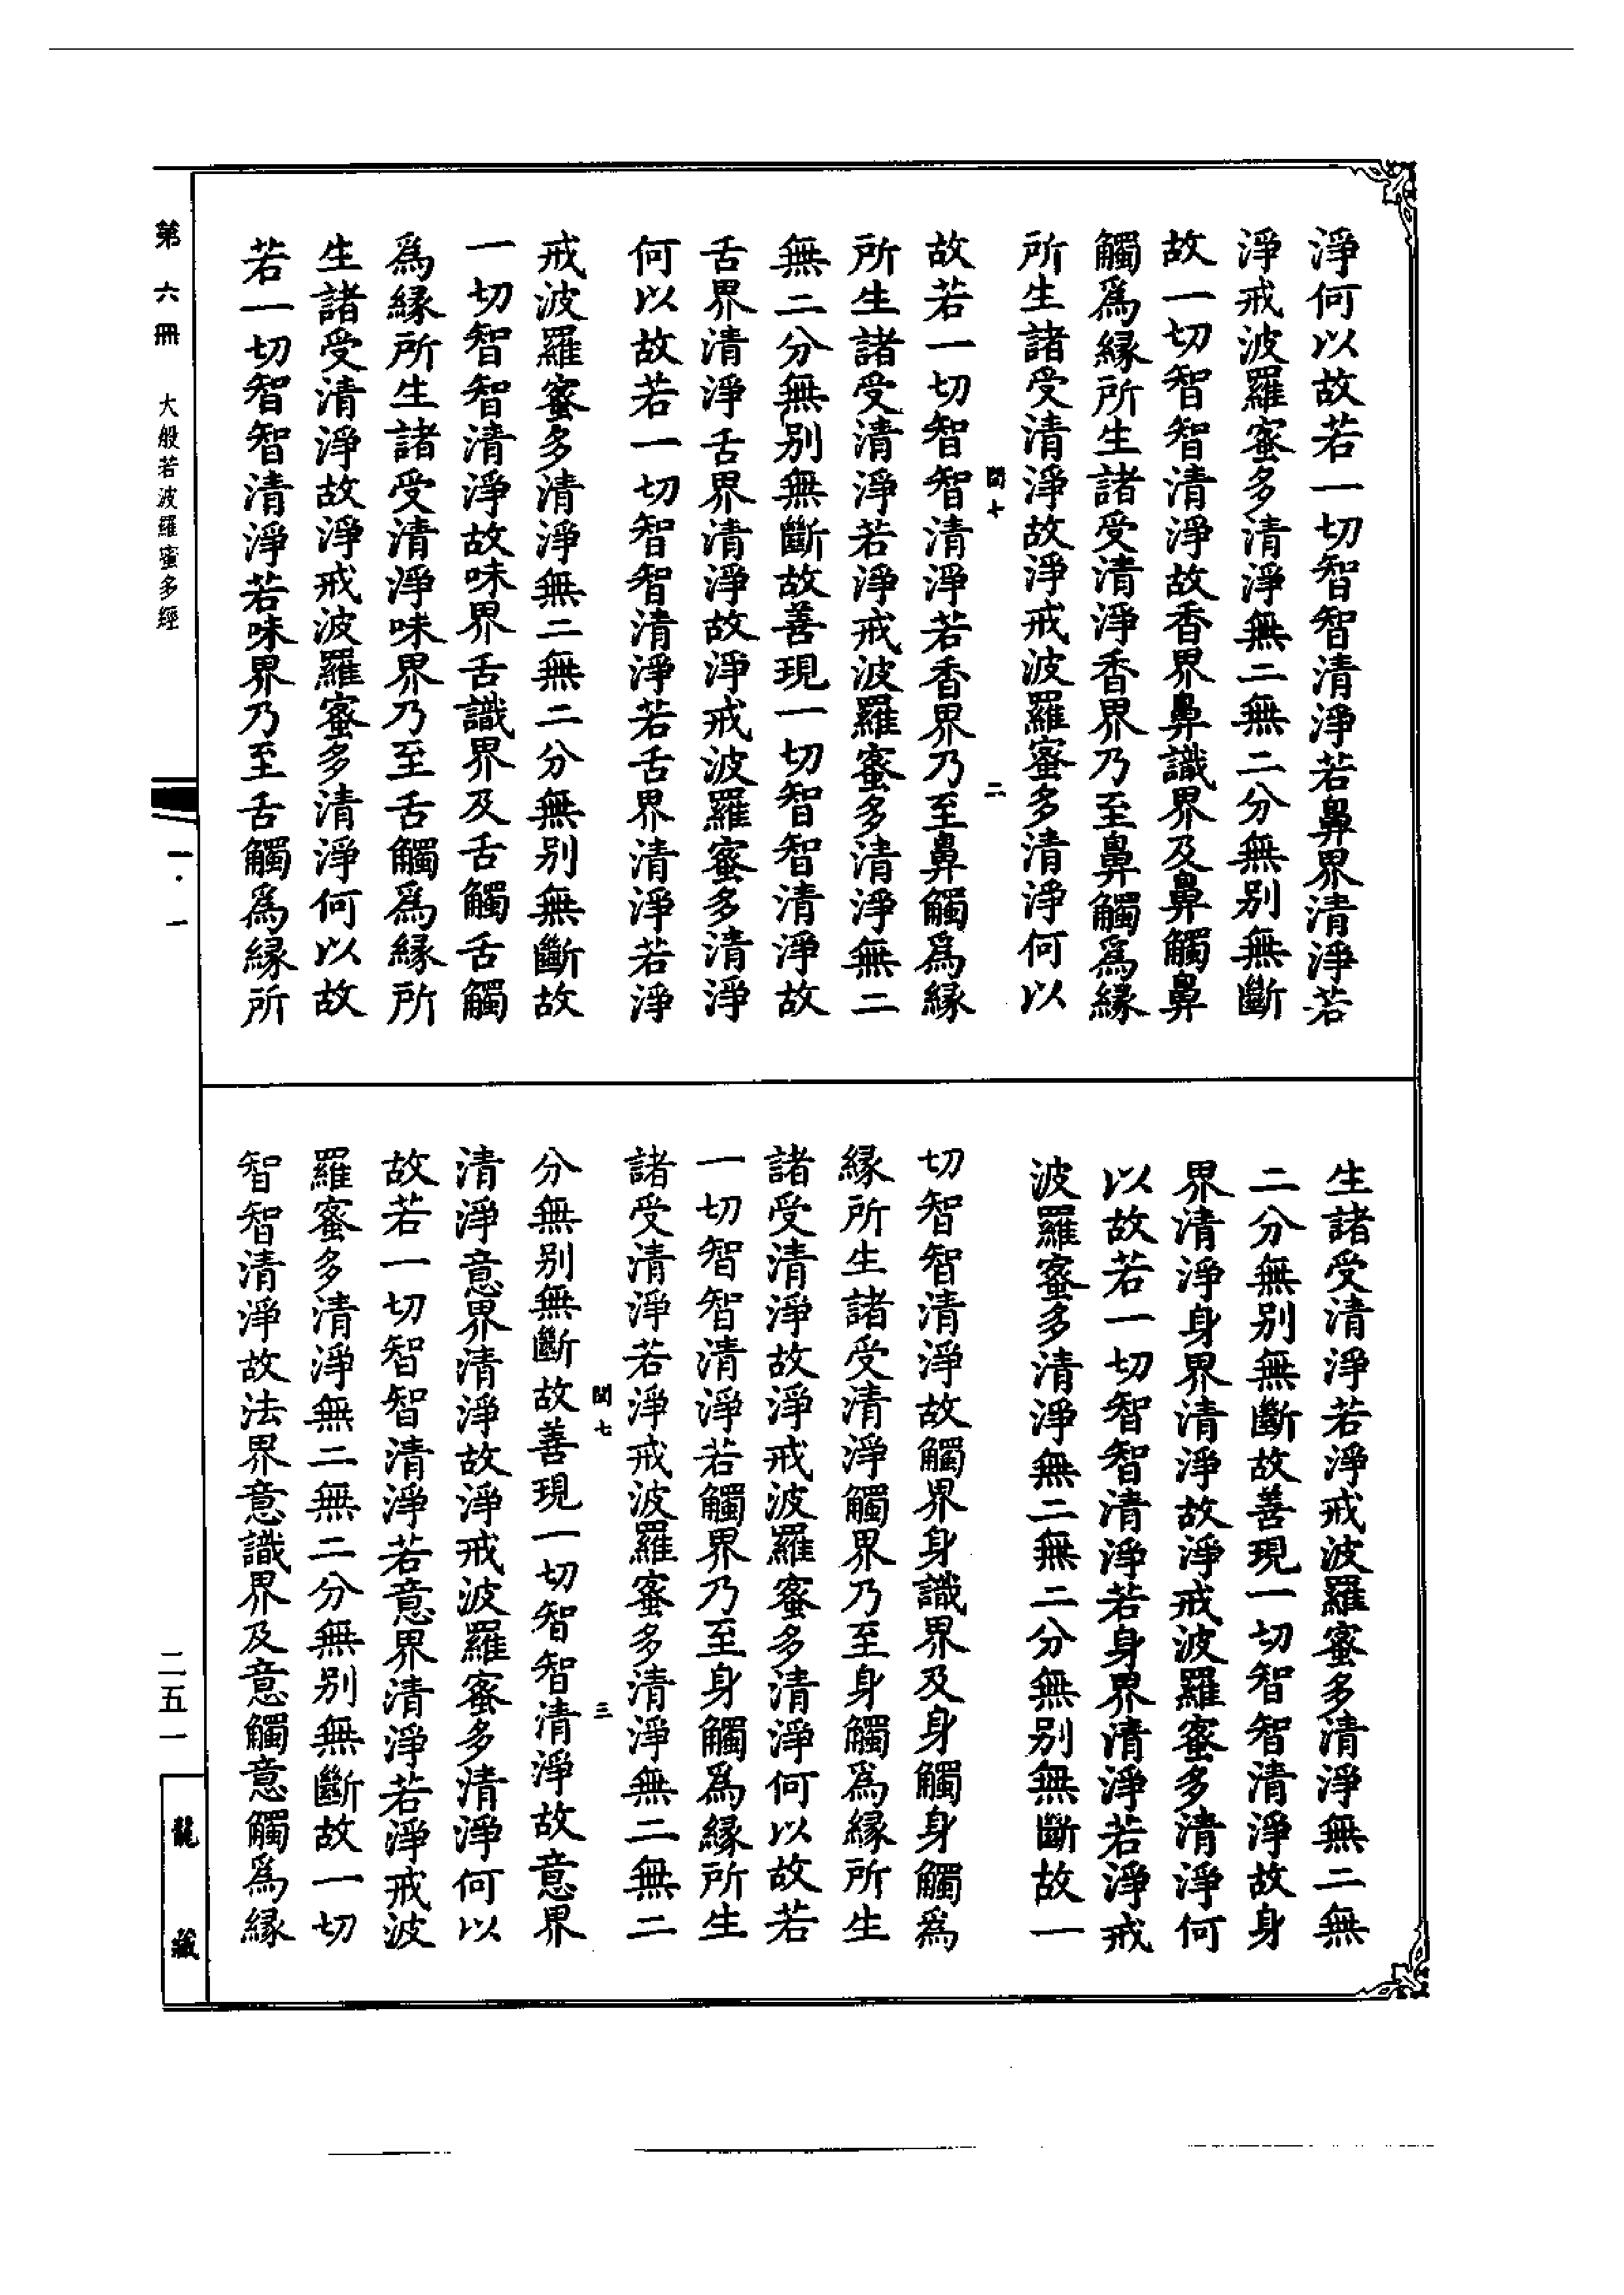 淨何以故若一切智智清淨若鼻界清淨若
淨戒波羅蜜多清淨無二無二分無別無斷
故一切智智清淨故香界鼻識界及鼻觸鼻
觸爲緣所生諸受清淨香界乃至鼻觸爲緣
所生諸受清淨故淨戒波羅蜜多清淨何以
二
故若一切智智清淨若香界乃至鼻觸爲緣
所生諸受清淨若淨戒波羅蜜多清淨無二
無二分無別無斷故善現一切智智清淨故
舌界清淨舌界清淨故淨戒波羅蜜多清淨
何以故若一切智智清淨若舌界清淨若淨
戒波羅蜜多清淨無二無二分無別無斷故
一切智智清淨故味界舌識界及舌觸舌觸
爲緣所生諸受清淨味界乃至舌觸爲緣所
生諸受清淨故淨戒波羅蜜多清淨何以故
若一切智智清淨若味界乃至舌觸爲緣所
生諸受清淨若淨戒波羅蜜多清淨無二無
二分無別無斷故善現一切智智清淨故身
界清淨身界清淨故淨戒波羅蜜多清淨何
以故若一切智智清淨若身界清淨若淨戒
波羅蜜多清淨無二無二分無別無斷故一
切智智清淨故觸界身識界及身觸身觸爲
緣所生諸受清淨觸界乃至身觸爲緣所生
諸受清淨故淨戒波羅蜜多清淨何以故若
一切智智清淨若觸界乃至身觸爲緣所生
諸受清淨若淨戒波羅蜜多清淨無二無二
七 三
分無別無斷故善現一切智智清淨故意界
清淨意界清淨故淨戒波羅蜜多清淨何以
故若一切智智清淨若意界清淨若淨戒波
羅蜜多清淨無二無二分無別無斷故一切
智智清淨故法界意識界及意觸意觸爲緣
第六冊 大般若波羅蜜多經
一·一
二五一
龍藏